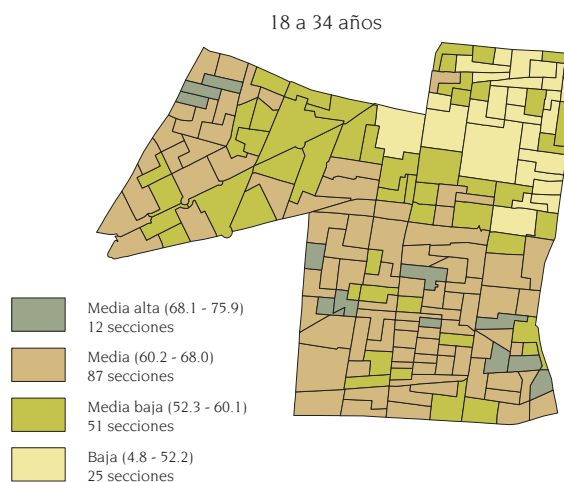 18 a 34 años
Media alta (68.1 - 75.9)
12 secciones
Media (60.2 - 68.0)
87 secciones
Media baja (52.3 - 60.1)
51 secciones
Baja (4.8 - 52.2)
25 secciones